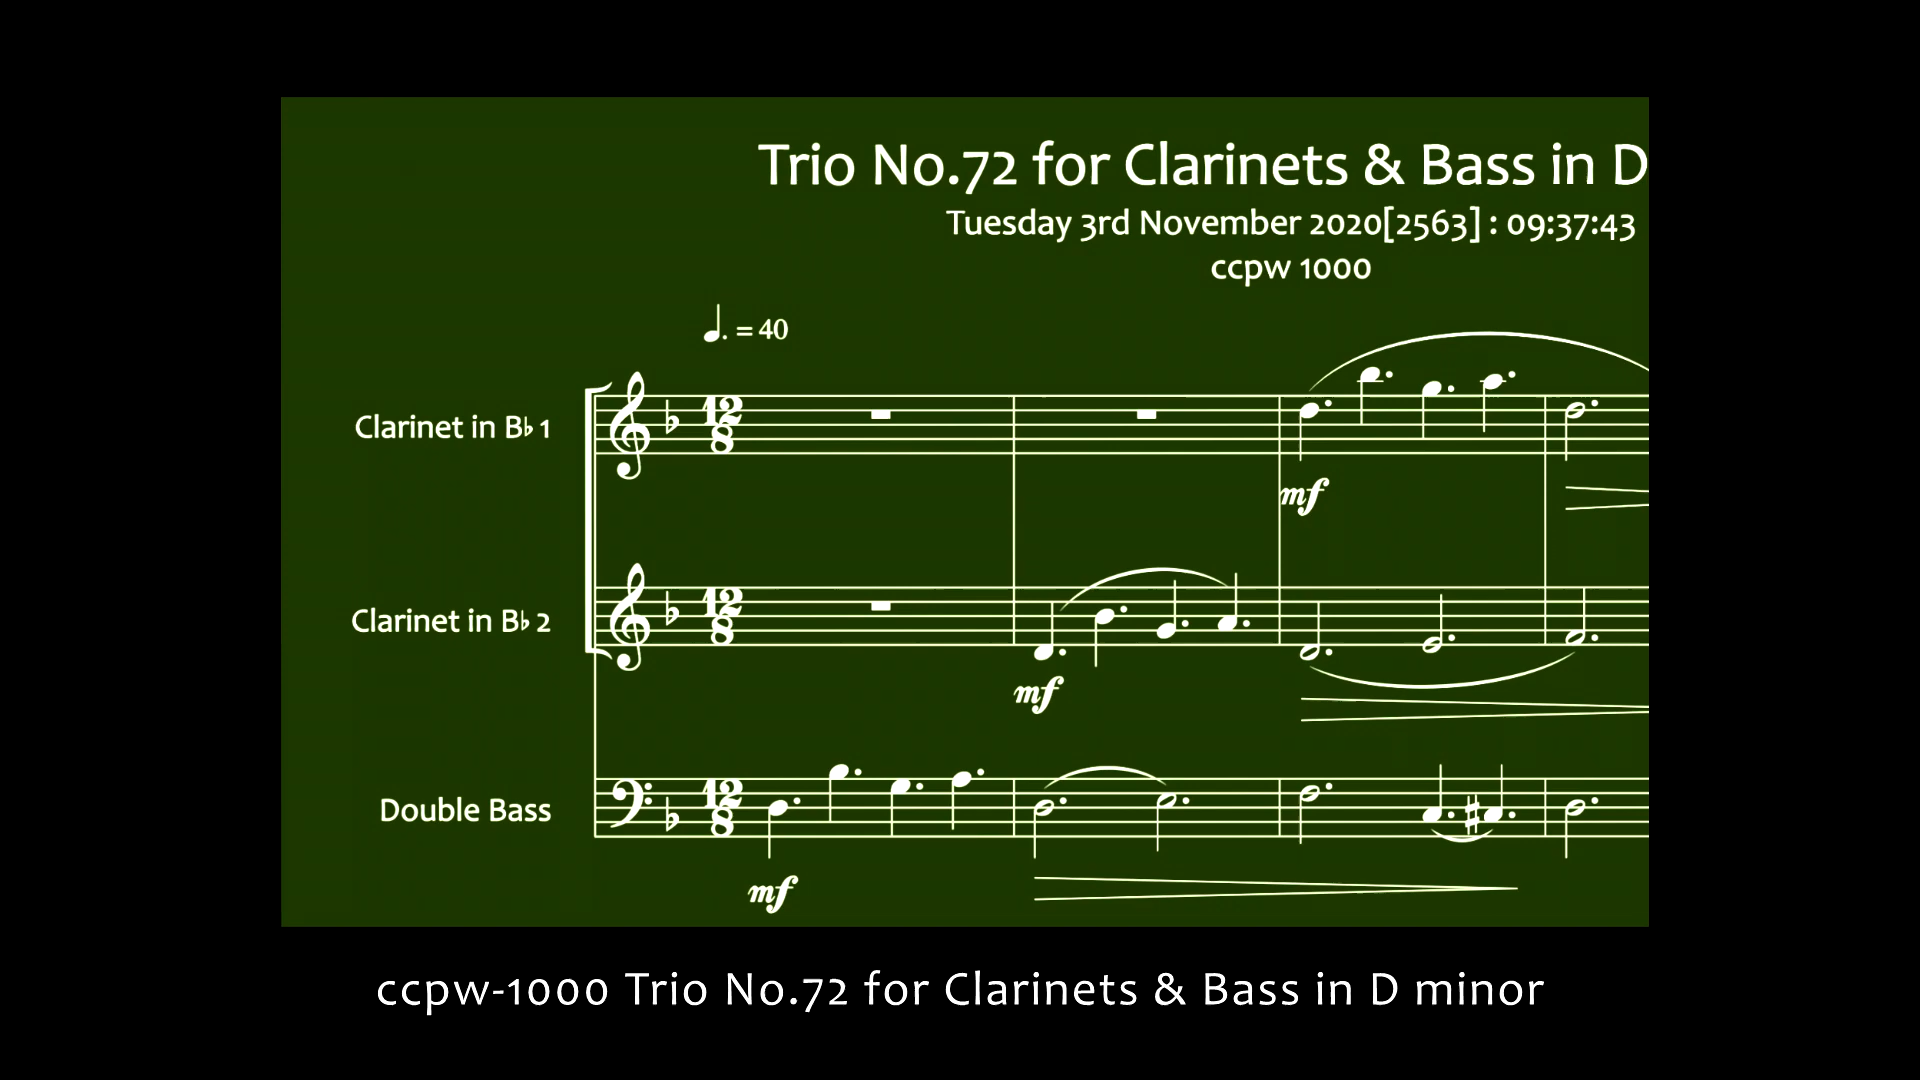 Trio No.72 for Clarinets & Bass in D
Tuesday 3rd November 2020[2563] : 09:37:43
ccpw 1000
♩. = 40
Clarinet in B♭ 1
12
8
mf
Clarinet in B♭ 2
12
8
mf
Double Bass
12
8
mf
ccpw-1000 Trio No.72 for Clarinets & Bass in D minor